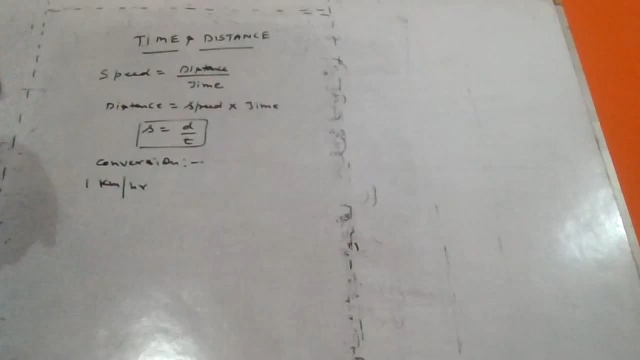 TIME & DISTANCE
Speed = Distance / Time
Distance = Speed × Time
s = d / t
Conversion:-
1 Km/hr